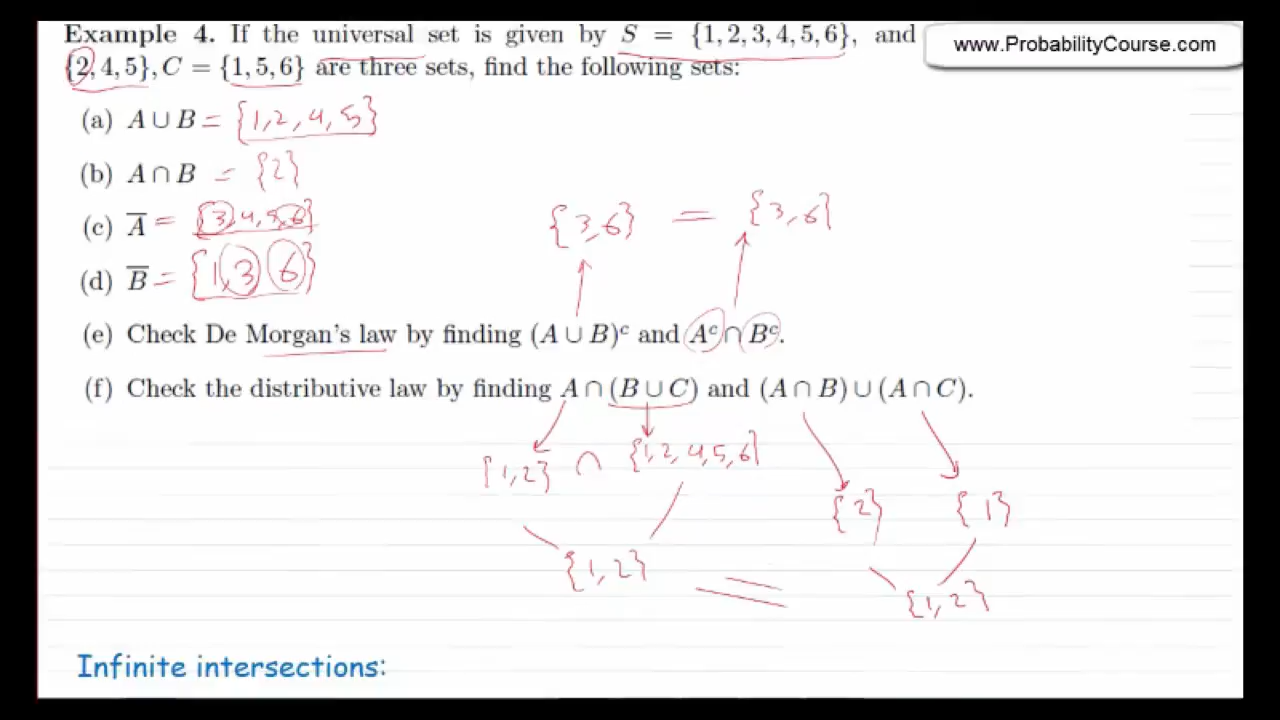 Example 4. If the universal set is given by S = {1, 2, 3, 4, 5, 6}, and
www.ProbabilityCourse.com
{2, 4, 5}, C = {1, 5, 6} are three sets, find the following sets:
(a) A ∪ B = {1,2,4,5}
(b) A ∩ B = {2}
{3,6} = {3,6}
(c) A̅ = {3,4,5,6}
(d) B̅ = {1,3 6}
(e) Check De Morgan's law by finding (A ∪ B)ᶜ and Aᶜ ∩ Bᶜ.
(f) Check the distributive law by finding A ∩ (B ∪ C) and (A ∩ B) ∪ (A ∩ C).
{1,2} ∩ {1,2,4,5,6}
{2} {1}
{1,2} = {1,2}
Infinite intersections: